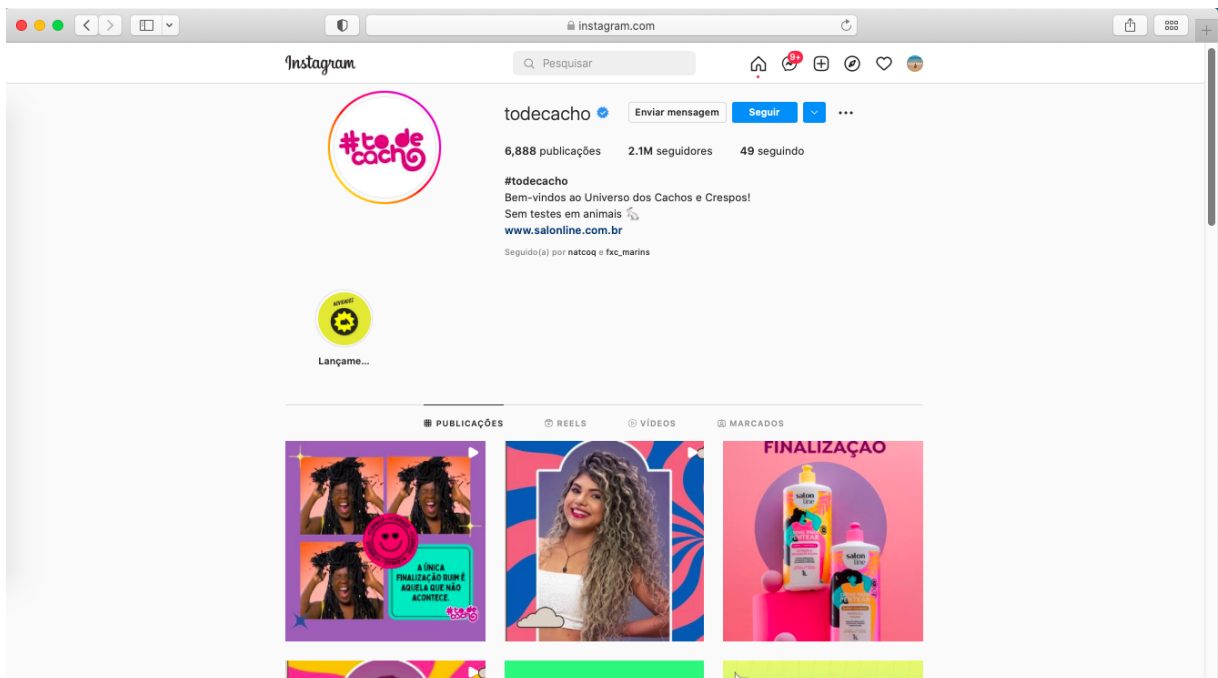 instagram.com
Instagram
Pesquisar
9+
#to de cacho
todecacho
Enviar mensagem
Seguir
6,888 publicações 2.1M seguidores 49 seguindo
#todecacho
Bem-vindos ao Universo dos Cachos e Crespos!
Sem testes em animais
www.salonline.com.br
Seguido(a) por natcoq e fxc_marins
Lançame...
PUBLICAÇÕES REELS VÍDEOS MARCADOS
A ÚNICA
FINALIZAÇÃO RUIM É
AQUELA QUE NÃO
ACONTECE.
#to de cacho
FINALIZAÇÃO
salon
line
PENTEAR
1L
salon
line